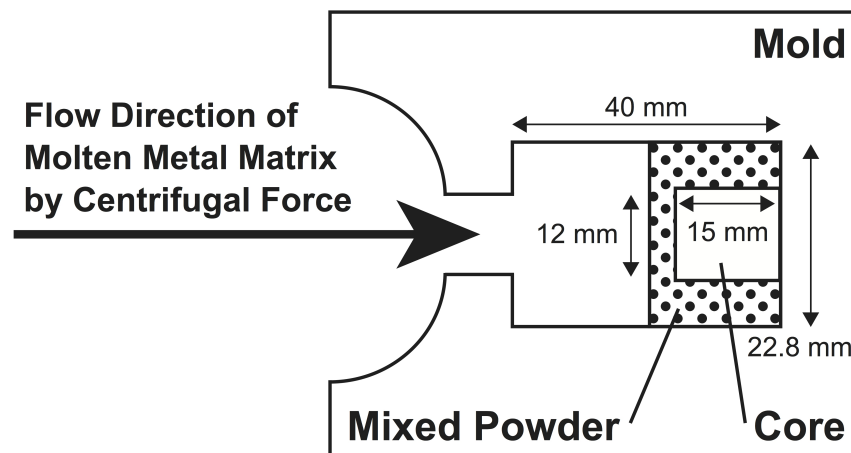 Mold
Flow Direction of
Molten Metal Matrix
by Centrifugal Force
40 mm
12 mm
15 mm
22.8 mm
Mixed Powder
Core